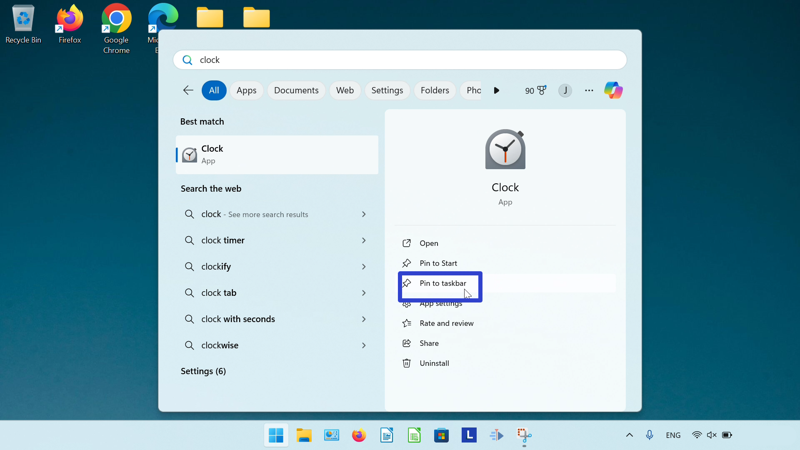 Recycle Bin
Firefox
Google
Chrome
clock
All
Apps
Documents
Web
Settings
Folders
90
J
Best match
Clock
App
Search the web
clock - See more search results
clock timer
clockify
clock tab
clock with seconds
clockwise
Settings (6)
Clock
App
Open
Pin to Start
Pin to taskbar
App settings
Rate and review
Share
Uninstall
L
ENG